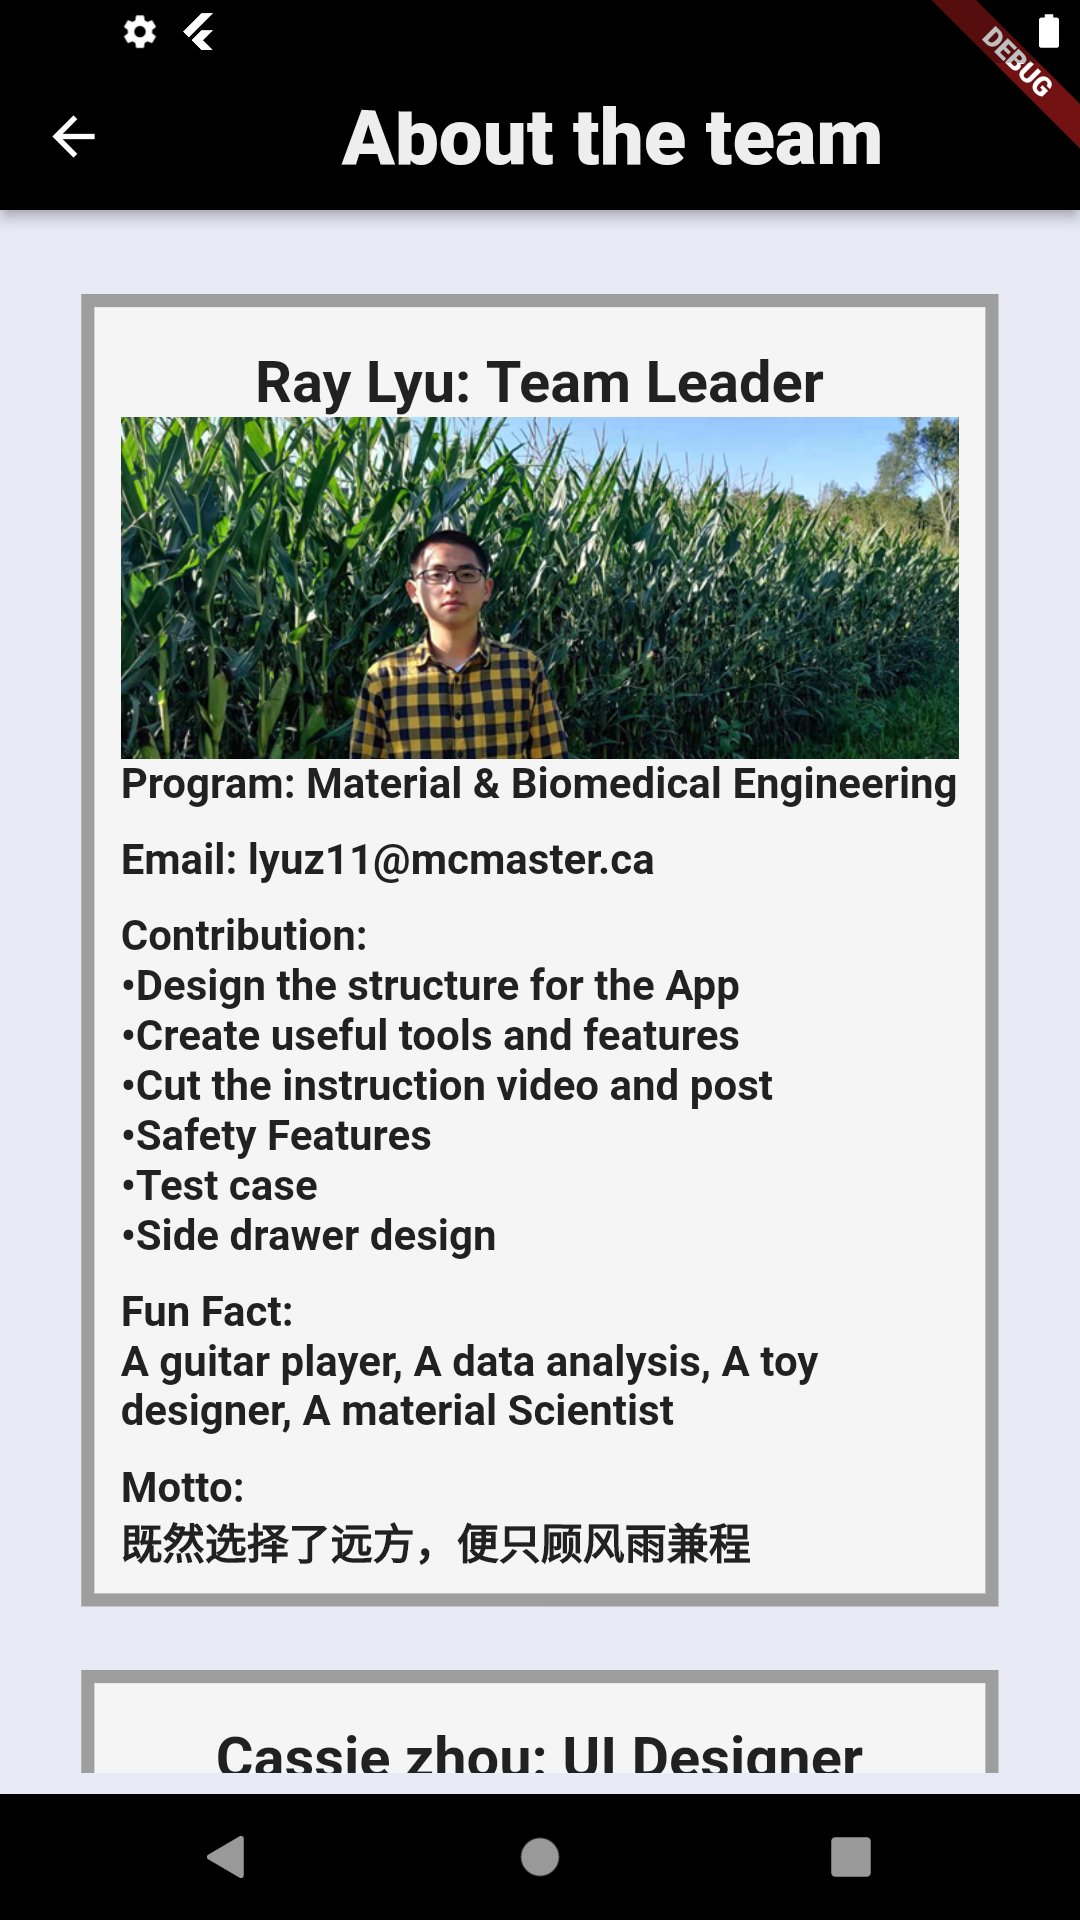 DEBUG
About the team
Ray Lyu: Team Leader
Program: Material & Biomedical Engineering
Email: lyuz11@mcmaster.ca
Contribution:
•Design the structure for the App
•Create useful tools and features
•Cut the instruction video and post
•Safety Features
•Test case
•Side drawer design
Fun Fact:
A guitar player, A data analysis, A toy
designer, A material Scientist
Motto:
既然选择了远方，便只顾风雨兼程
Cassie zhou: UI Designer